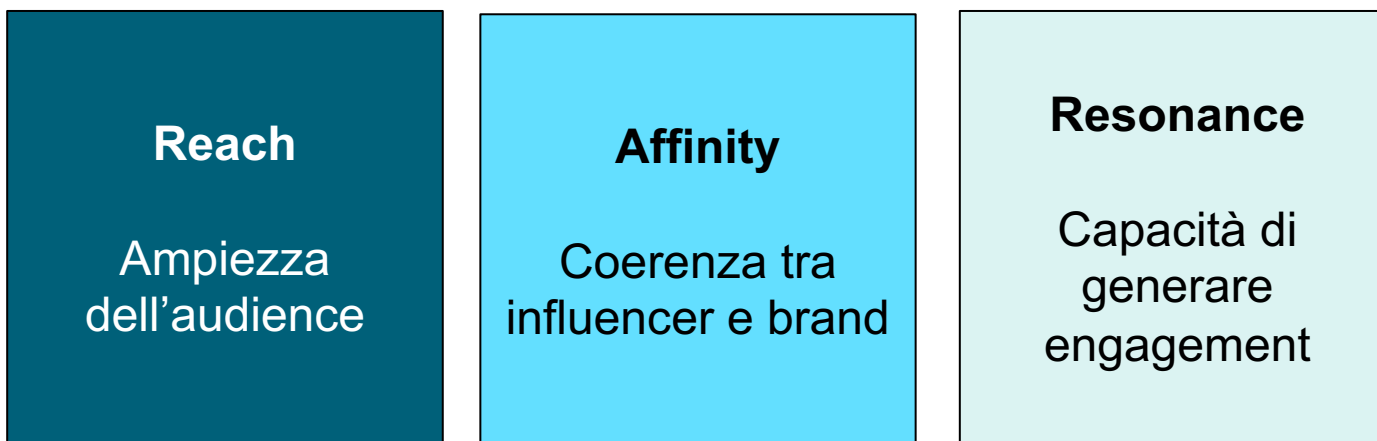 Reach
Ampiezza
dell’audience
Affinity
Coerenza tra
influencer e brand
Resonance
Capacità di
generare
engagement